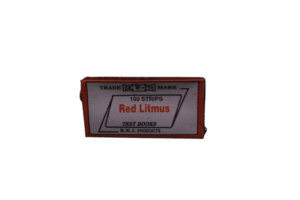 TRADE MARK
100 STRIPS
Red Litmus
TEST BOOKS